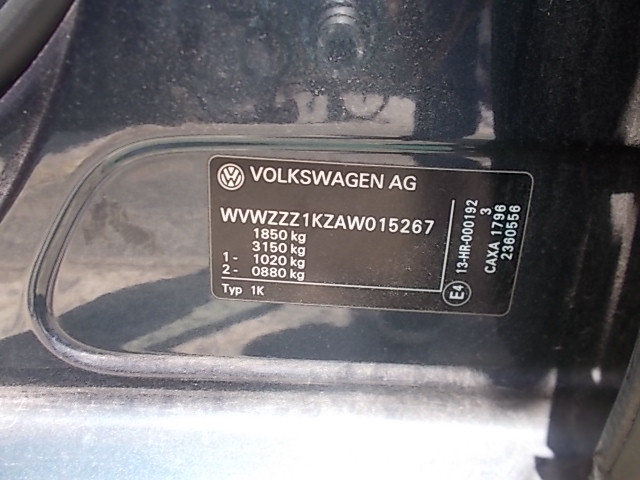 VOLKSWAGEN AG
WVWZZZ1KZAW015267
1850 kg
3150 kg
1- 1020 kg
2- 0880 kg
Typ 1K
E4
13-HR-000192
3
CAXA 1796
2360556